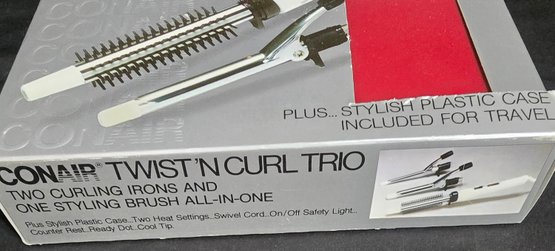 PLUS... STYLISH PLASTIC CASE
INCLUDED FOR TRAVEL
CONAIR® TWIST 'N CURL TRIO
TWO CURLING IRONS AND
ONE STYLING BRUSH ALL-IN-ONE
Plus Stylish Plastic Case...Two Heat Settings..Swivel Cord..On/Off Safety Light..
Counter Rest..Ready Dot..Cool Tip.